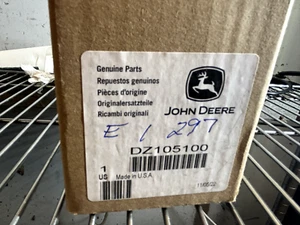 Genuine Parts
Repuestos genuinos
Pièces d'origine
Originalersatzteile
Ricambi originali
JOHN DEERE
E 1 297
DZ105100
1
US Made in U.S.A.